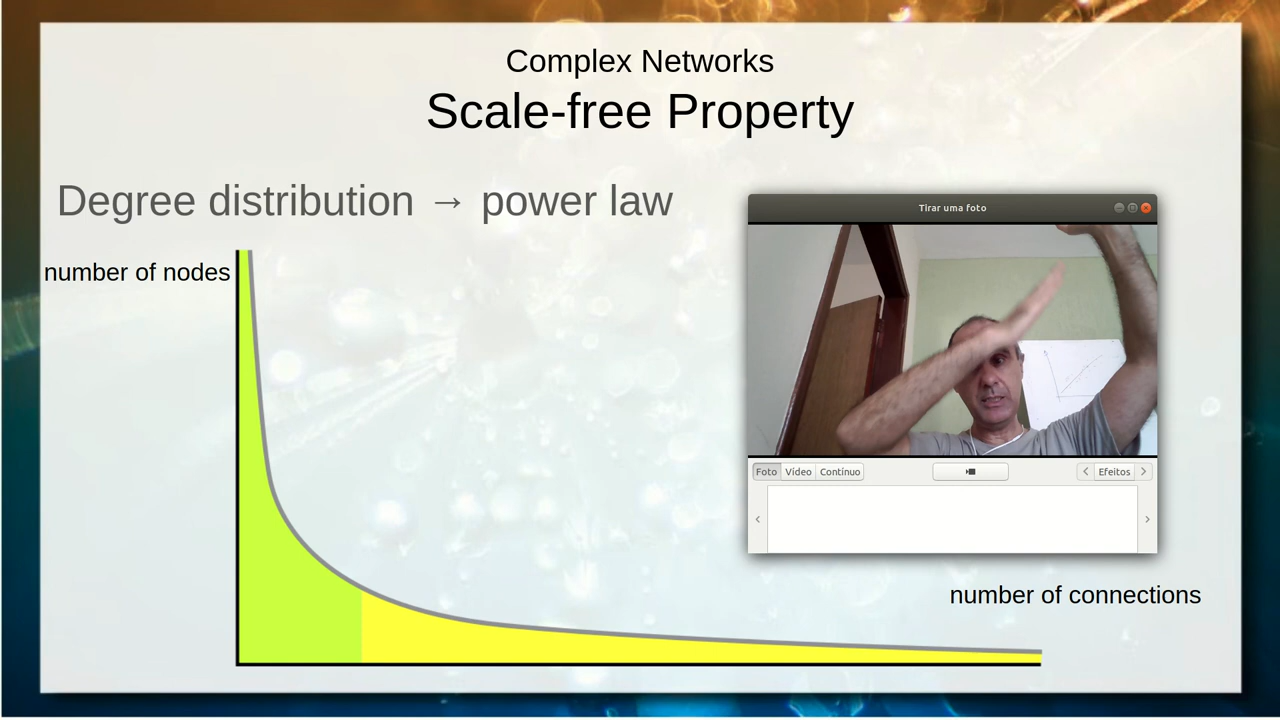 Complex Networks
Scale-free Property
Degree distribution → power law
number of nodes
Tirar uma foto
Foto Vídeo Contínuo Efeitos
number of connections